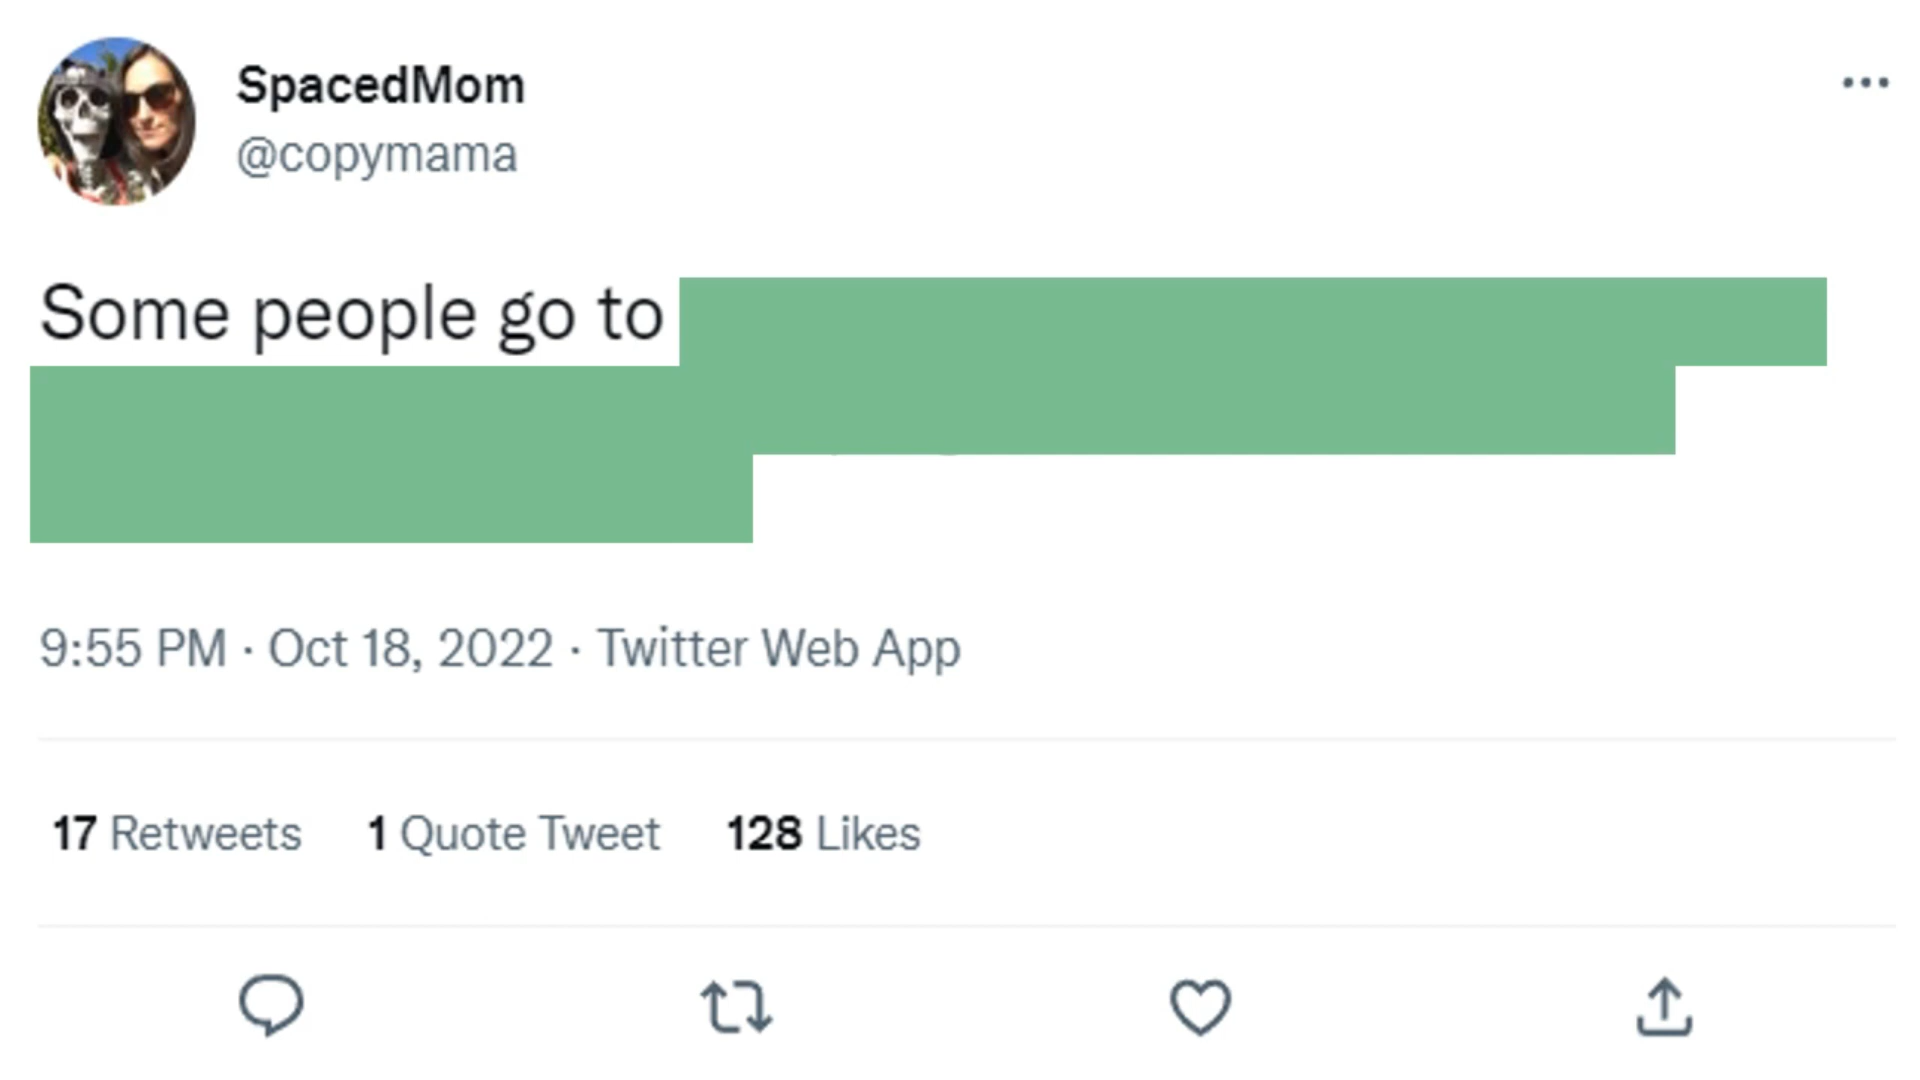 SpacedMom
@copymama
Some people go to
9:55 PM · Oct 18, 2022 · Twitter Web App
17 Retweets 1 Quote Tweet 128 Likes